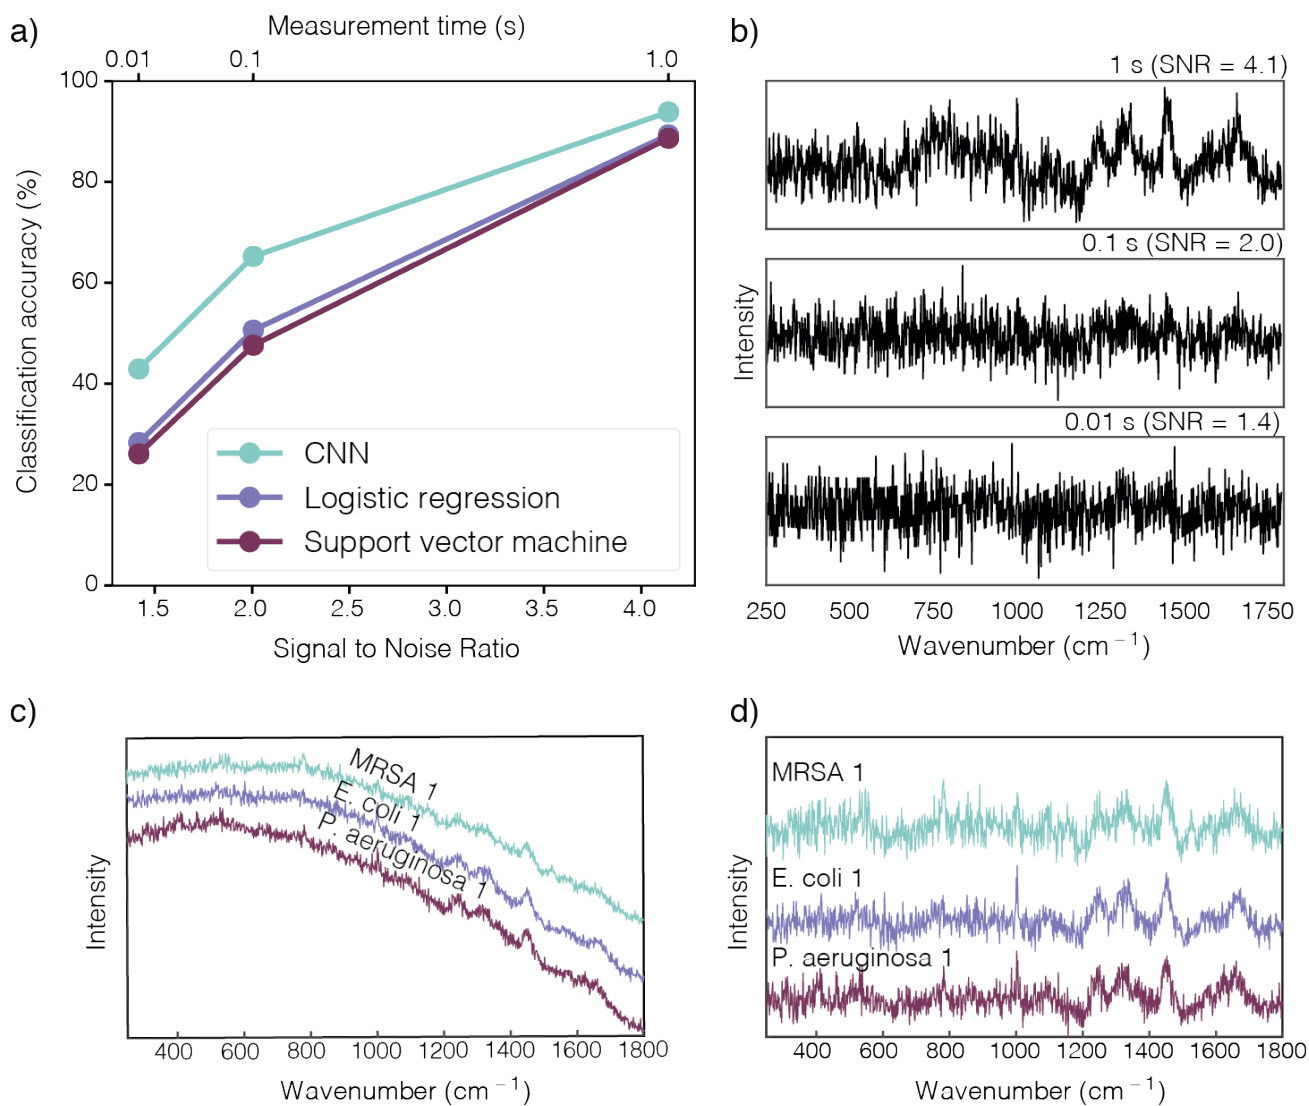 a)
Measurement time (s)
0.01 0.1 1.0
100
80
60
40
20
0
Classification accuracy (%)
CNN
Logistic regression
Support vector machine
1.5 2.0 2.5 3.0 3.5 4.0
Signal to Noise Ratio
b)
1 s (SNR = 4.1)
0.1 s (SNR = 2.0)
0.01 s (SNR = 1.4)
Intensity
250 500 750 1000 1250 1500 1750
Wavenumber (cm⁻¹)
c)
MRSA 1
E. coli 1
P. aeruginosa 1
Intensity
400 600 800 1000 1200 1400 1600 1800
Wavenumber (cm⁻¹)
d)
MRSA 1
E. coli 1
P. aeruginosa 1
Intensity
400 600 800 1000 1200 1400 1600 1800
Wavenumber (cm⁻¹)